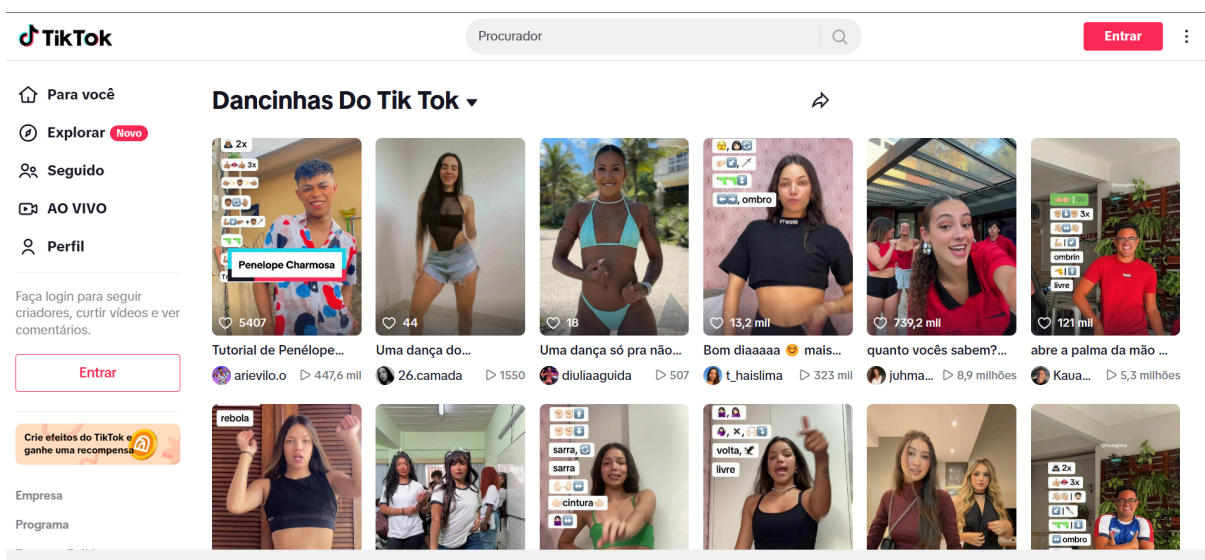 TikTok
Procurador
Entrar
Para você
Explorar Novo
Seguido
AO VIVO
Perfil
Faça login para seguir
criadores, curtir vídeos e ver
comentários.
Entrar
Crie efeitos do TikTok e
ganhe uma recompensa
Empresa
Programa
Dancinhas Do Tik Tok
2x
3x
Penelope Charmosa
5407
Tutorial de Penélope...
arievilo.o 447,6 mil
44
Uma dança do...
26.camada 1550
18
Uma dança só pra não...
diuliaaguida 507
, ombro
13,2 mil
Bom diaaaaa 😊 mais...
t_haislima 323 mil
739,2 mil
quanto vocês sabem?...
juhma... 8,9 milhões
3x
ombrin
livre
121 mil
abre a palma da mão ...
Kaua... 5,3 milhões
rebola
sarra,
sarra
cintura
volta,
livre
2x
3x
ombro